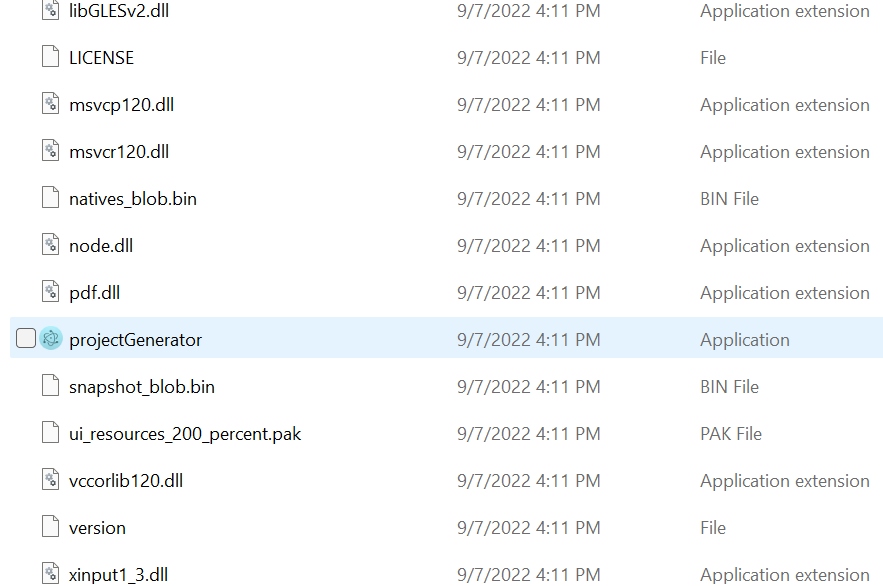 libGLESv2.dll 9/7/2022 4:11 PM Application extension
LICENSE 9/7/2022 4:11 PM File
msvcp120.dll 9/7/2022 4:11 PM Application extension
msvcr120.dll 9/7/2022 4:11 PM Application extension
natives_blob.bin 9/7/2022 4:11 PM BIN File
node.dll 9/7/2022 4:11 PM Application extension
pdf.dll 9/7/2022 4:11 PM Application extension
projectGenerator 9/7/2022 4:11 PM Application
snapshot_blob.bin 9/7/2022 4:11 PM BIN File
ui_resources_200_percent.pak 9/7/2022 4:11 PM PAK File
vccorlib120.dll 9/7/2022 4:11 PM Application extension
version 9/7/2022 4:11 PM File
xinput1_3.dll 9/7/2022 4:11 PM Application extension